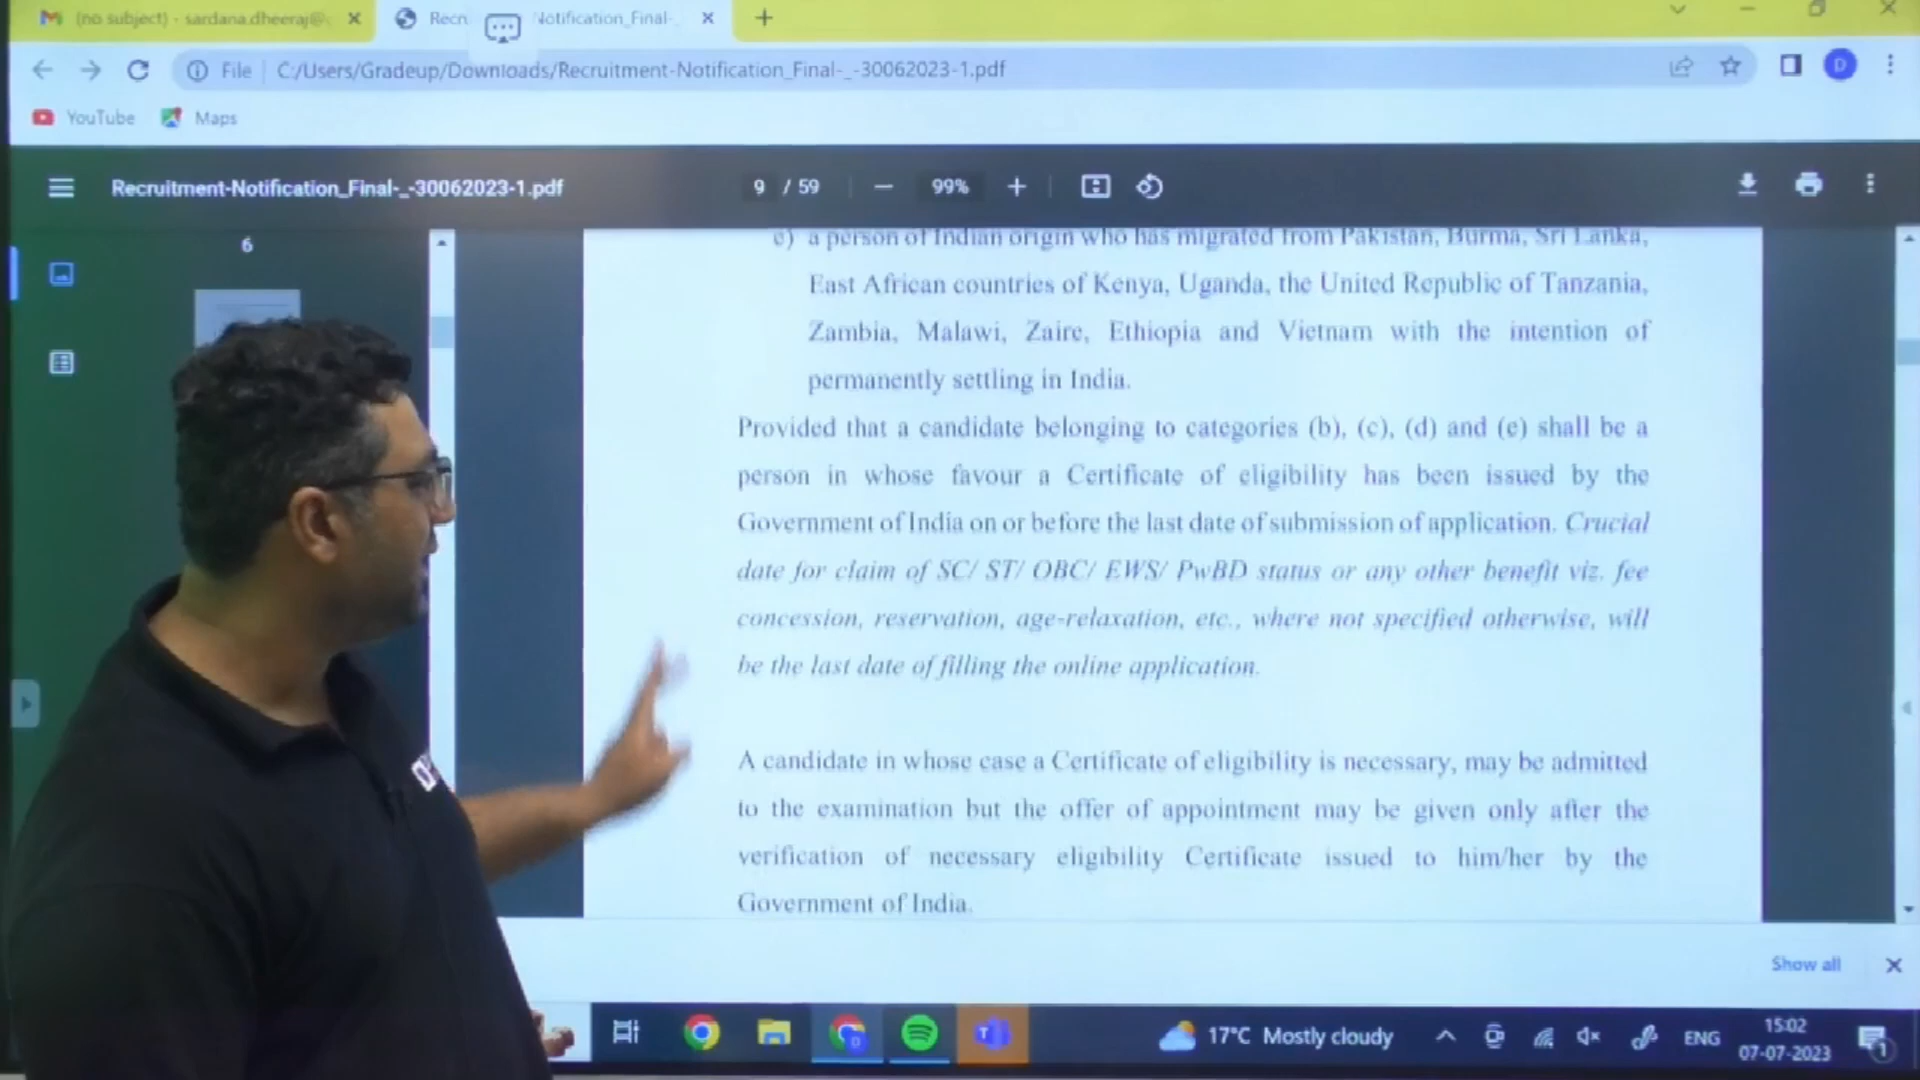 (no subject) - sardana.dheeraj@
Recr
Notification_Final-_
File
C:/Users/Gradeup/Downloads/Recruitment-Notification_Final-_-30062023-1.pdf
D
YouTube
Maps
Recruitment-Notification_Final-_-30062023-1.pdf
9 / 59
99%
6
e) a person of Indian origin who has migrated from Pakistan, Burma, Sri Lanka,
East African countries of Kenya, Uganda, the United Republic of Tanzania,
Zambia, Malawi, Zaire, Ethiopia and Vietnam with the intention of
permanently settling in India.
Provided that a candidate belonging to categories (b), (c), (d) and (e) shall be a
person in whose favour a Certificate of eligibility has been issued by the
Government of India on or before the last date of submission of application. Crucial
date for claim of SC/ ST/ OBC/ EWS/ PwBD status or any other benefit viz. fee
concession, reservation, age-relaxation, etc., where not specified otherwise, will
be the last date of filling the online application.
A candidate in whose case a Certificate of eligibility is necessary, may be admitted
to the examination but the offer of appointment may be given only after the
verification of necessary eligibility Certificate issued to him/her by the
Government of India.
Show all
17°C Mostly cloudy
ENG
15:02
07-07-2023
1